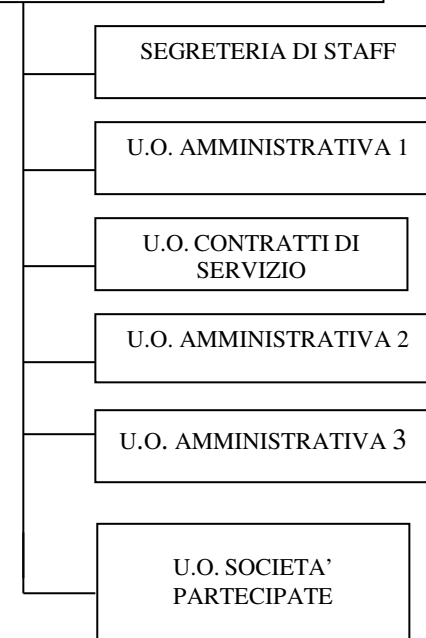 SEGRETERIA DI STAFF
U.O. AMMINISTRATIVA 1
U.O. CONTRATTI DI
SERVIZIO
U.O. AMMINISTRATIVA 2
U.O. AMMINISTRATIVA 3
U.O. SOCIETA’
PARTECIPATE